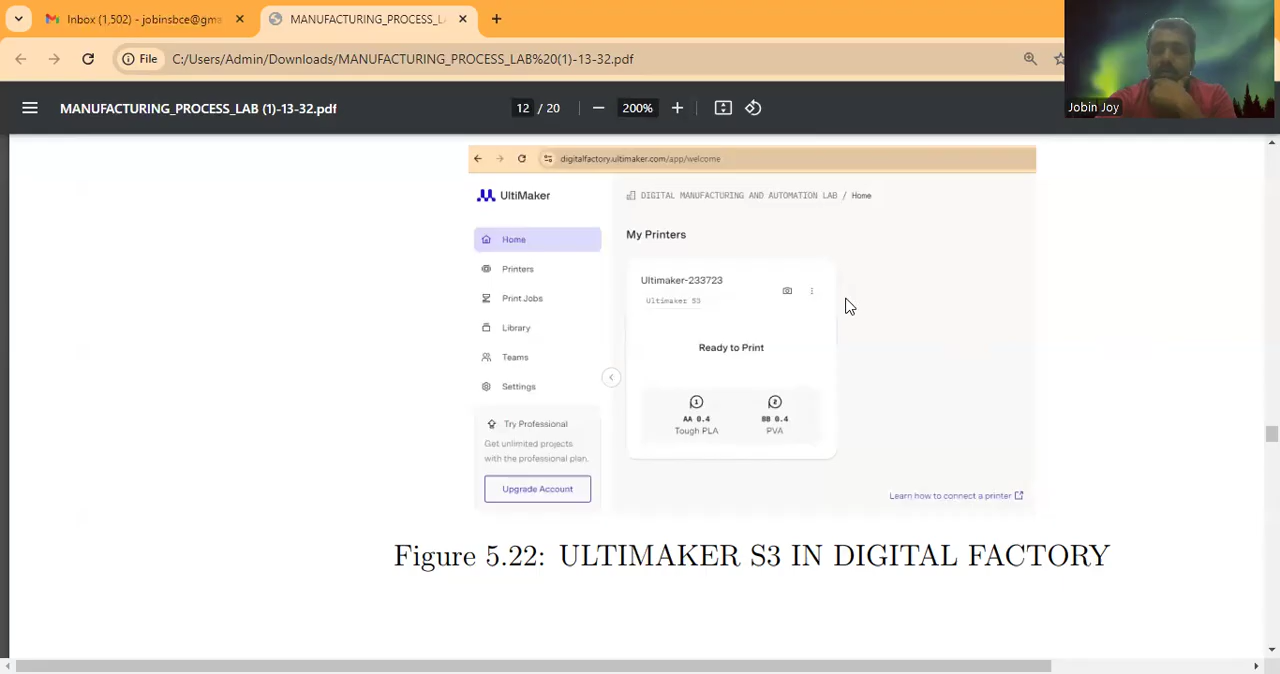 Inbox (1,502) - jobinsbce@gma
MANUFACTURING_PROCESS_L
File C:/Users/Admin/Downloads/MANUFACTURING_PROCESS_LAB%20(1)-13-32.pdf
MANUFACTURING_PROCESS_LAB (1)-13-32.pdf
12 / 20
200%
Jobin Joy
digitalfactory.ultimaker.com/app/welcome
UltiMaker
DIGITAL MANUFACTURING AND AUTOMATION LAB / Home
Home
Printers
Print Jobs
Library
Teams
Settings
Try Professional
Get unlimited projects
with the professional plan.
Upgrade Account
My Printers
Ultimaker-233723
Ultimaker S3
Ready to Print
1
AA 0.4
Tough PLA
2
BB 0.4
PVA
Learn how to connect a printer
Figure 5.22: ULTIMAKER S3 IN DIGITAL FACTORY